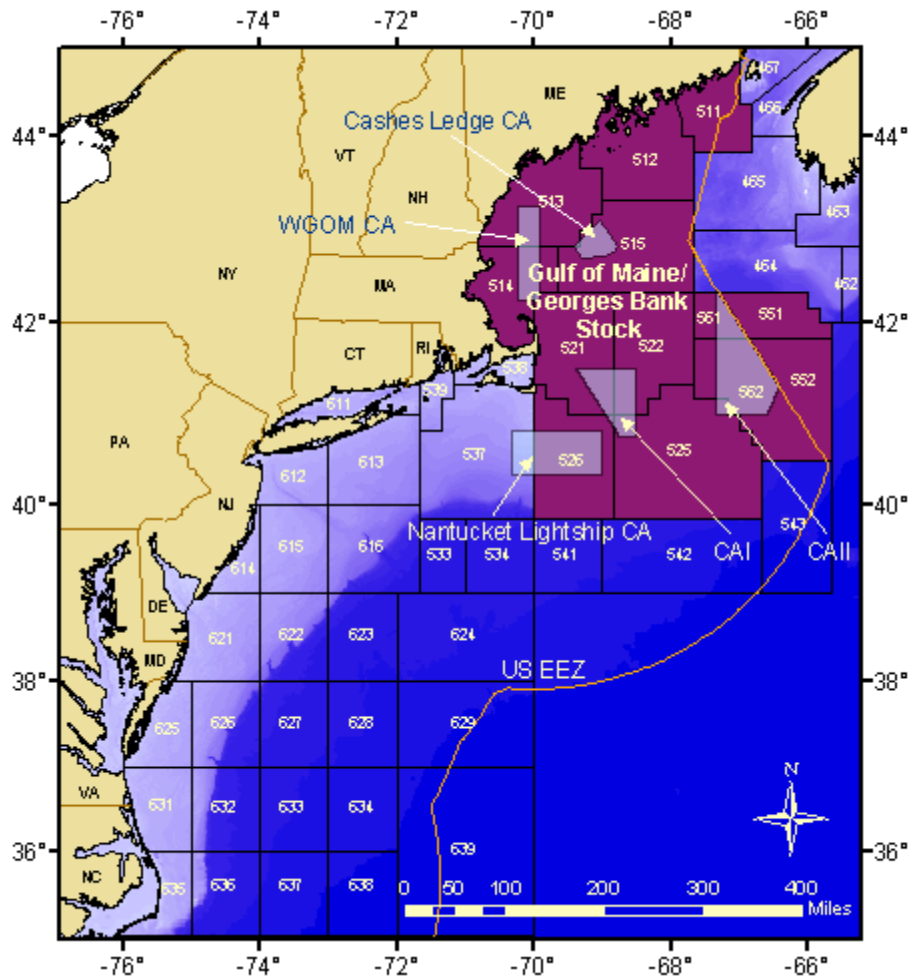 -76° -74° -72° -70° -68° -66°
467
ME
511
466
44°
44°
Cashes Ledge CA
VT
512
465
NH
513
463
WGOM CA
515
464
462
NY
MA
514
Gulf of Maine/
Georges Bank
Stock
42°
42°
561
551
CT
RI
521
522
538
539
562
552
611
PA
613
537
526
525
612
NJ
40°
40°
Nantucket Lightship CA
543
615
616
533
534
541
542
CAI
CAII
614
DE
621
622
623
624
MD
38°
38°
US EEZ
625
626
627
628
629
VA
631
632
633
634
N
36°
36°
639
NC
635
636
637
638
0 50 100 200 300 400
Miles
-76° -74° -72° -70° -68° -66°